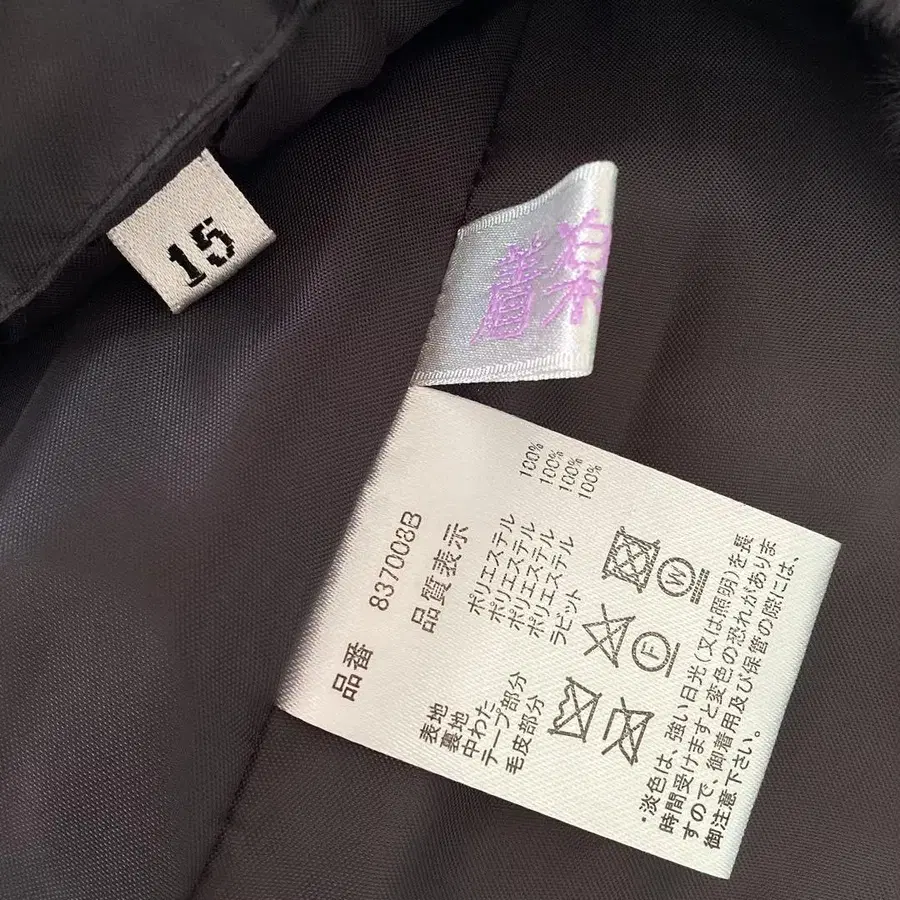 15
品番 837008B
品質表示
表地 ポリエステル 100%
裏地 ポリエステル 100%
中わた ポリエステル 100%
テープ部分 ポリエステル 100%
毛皮部分 ラビット
W
F
・淡色は、強い日光(又は照明)を長
時間受けますと変色の恐れがありま
すので、御着用及び保管の際には、
御注意下さい。